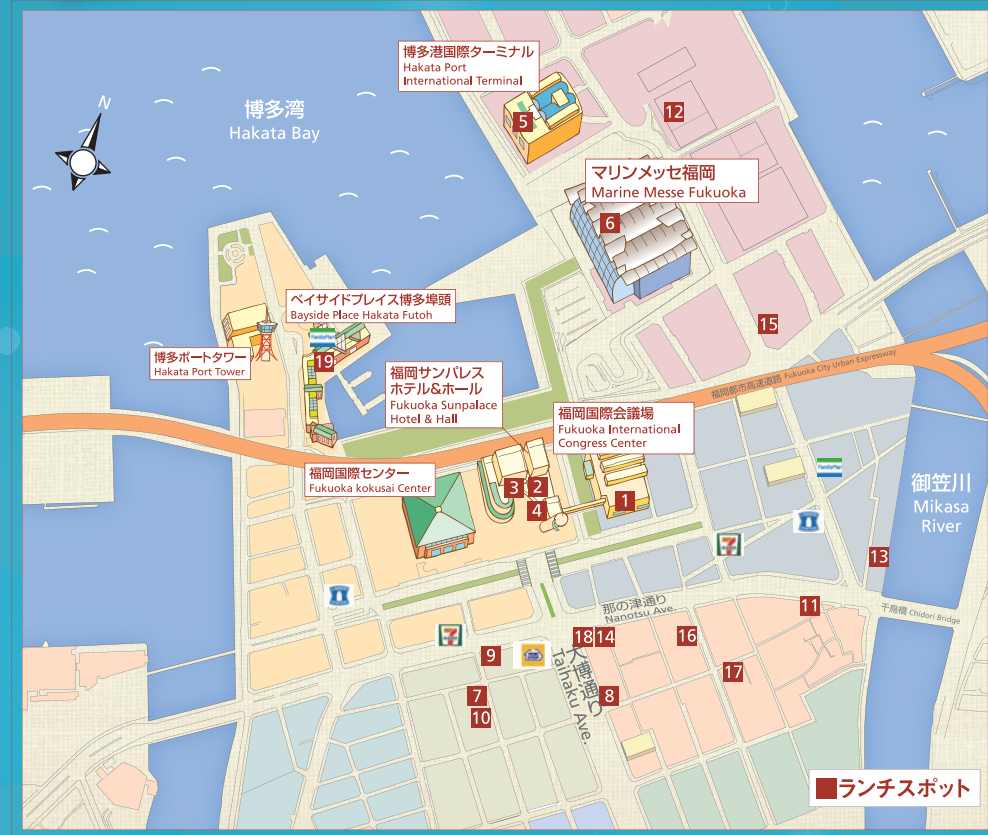 博多港国際ターミナル
Hakata Port
International Terminal
N
博多湾
Hakata Bay
5
12
マリンメッセ福岡
Marine Messe Fukuoka
6
ベイサイドプレイス博多埠頭
Bayside Place Hakata Futoh
FamilyMart
15
博多ポートタワー
Hakata Port Tower
19
福岡サンパレス
ホテル&ホール
Fukuoka Sunpalace
Hotel & Hall
福岡都市高速道路 Fukuoka City Urban Expressway
福岡国際会議場
Fukuoka International
Congress Center
福岡国際センター
Fukuoka kokusai Center
FamilyMart
御笠川
Mikasa
River
3
2
4
1
7
13
那の津通り
Nanotsu Ave.
11
千鳥橋 Chidori Bridge
7
9
18
14
16
大博通り
Taihaku Ave.
17
7
8
10
■ランチスポット